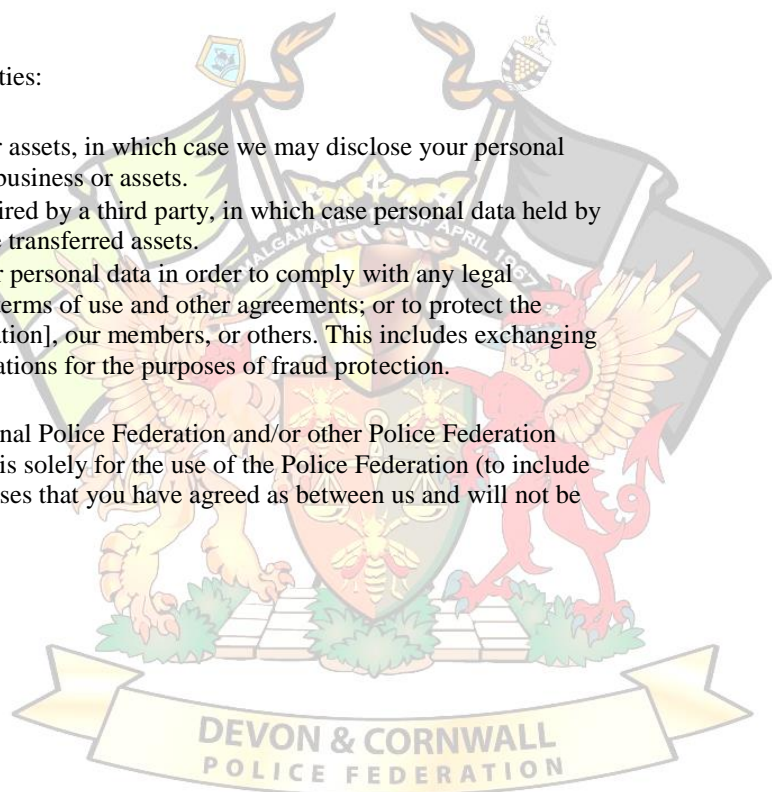 ties:
r assets, in which case we may disclose your personal
business or assets.
ired by a third party, in which case personal data held by
e transferred assets.
r personal data in order to comply with any legal
erms of use and other agreements; or to protect the
ation], our members, or others. This includes exchanging
ations for the purposes of fraud protection.
nal Police Federation and/or other Police Federation
is solely for the use of the Police Federation (to include
ses that you have agreed as between us and will not be
APRIL 1967
DEVON & CORNWALL
POLICE FEDERATION